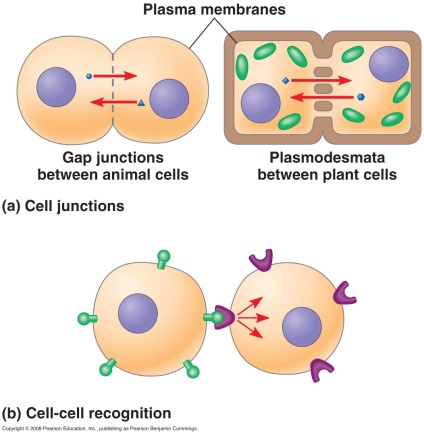 Plasma membranes
Gap junctions
between animal cells
Plasmodesmata
between plant cells
(a) Cell junctions
(b) Cell-cell recognition
Copyright © 2008 Pearson Education, Inc., publishing as Pearson Benjamin Cummings.